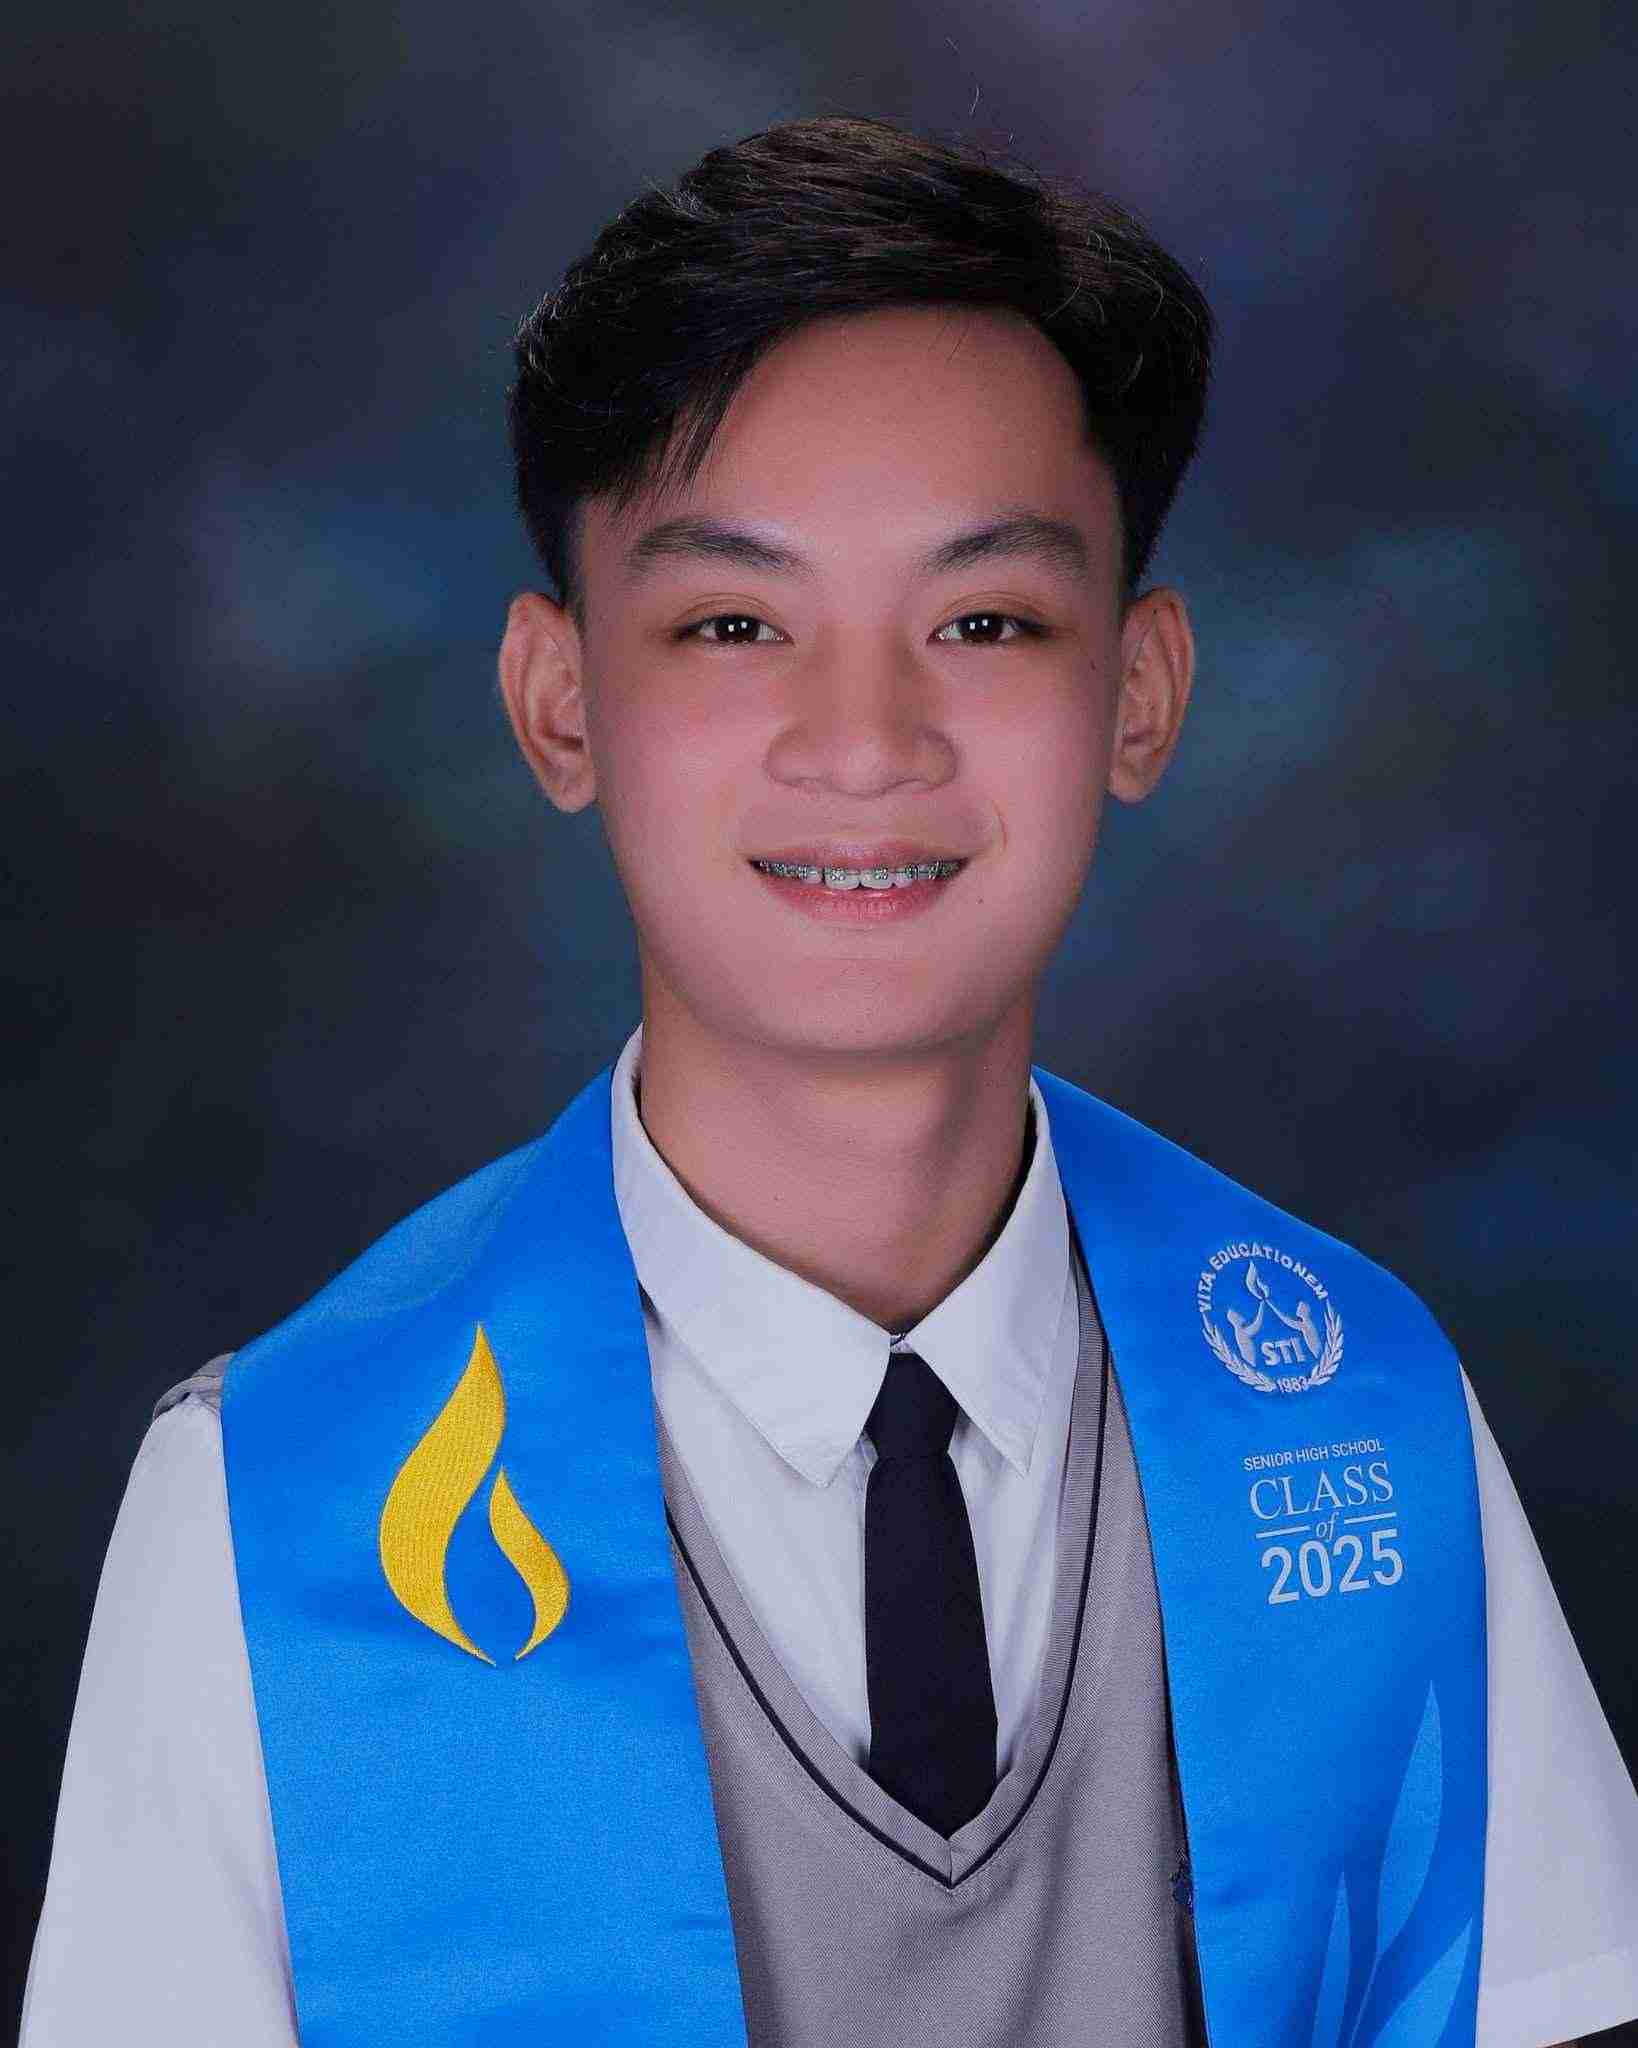 VITA EDUCATIONEM
STI
1983
SENIOR HIGH SCHOOL
CLASS
of
2025